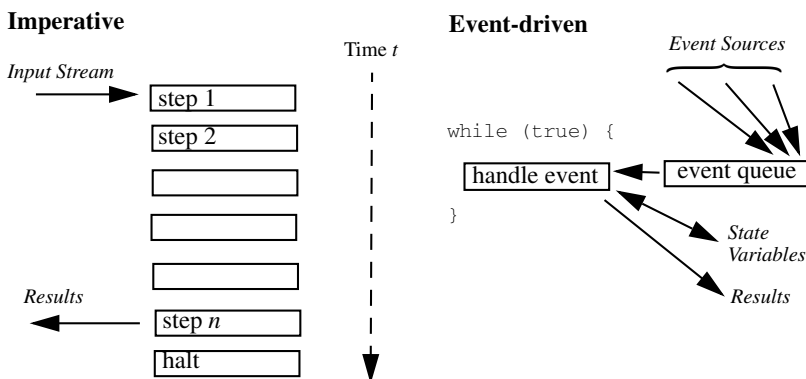 Imperative
Input Stream
step 1
step 2
Results
step n
halt
Time t
Event-driven
Event Sources
while (true) {
handle event
event queue
}
State
Variables
Results